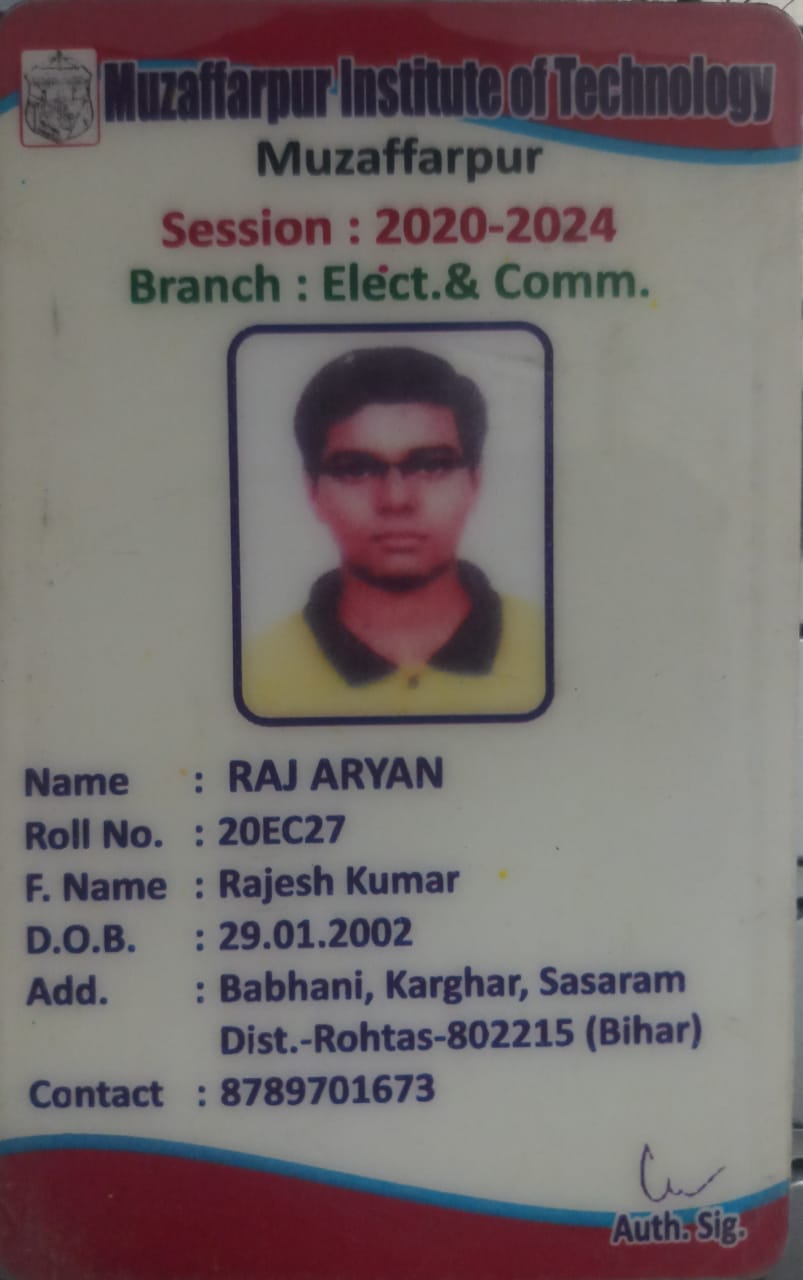 Muzaffarpur Institute of Technology
Muzaffarpur
Session : 2020-2024
Branch : Elect.& Comm.
Name : RAJ ARYAN
Roll No. : 20EC27
F. Name : Rajesh Kumar
D.O.B. : 29.01.2002
Add. : Babhani, Karghar, Sasaram
Dist.-Rohtas-802215 (Bihar)
Contact : 8789701673
Auth. Sig.